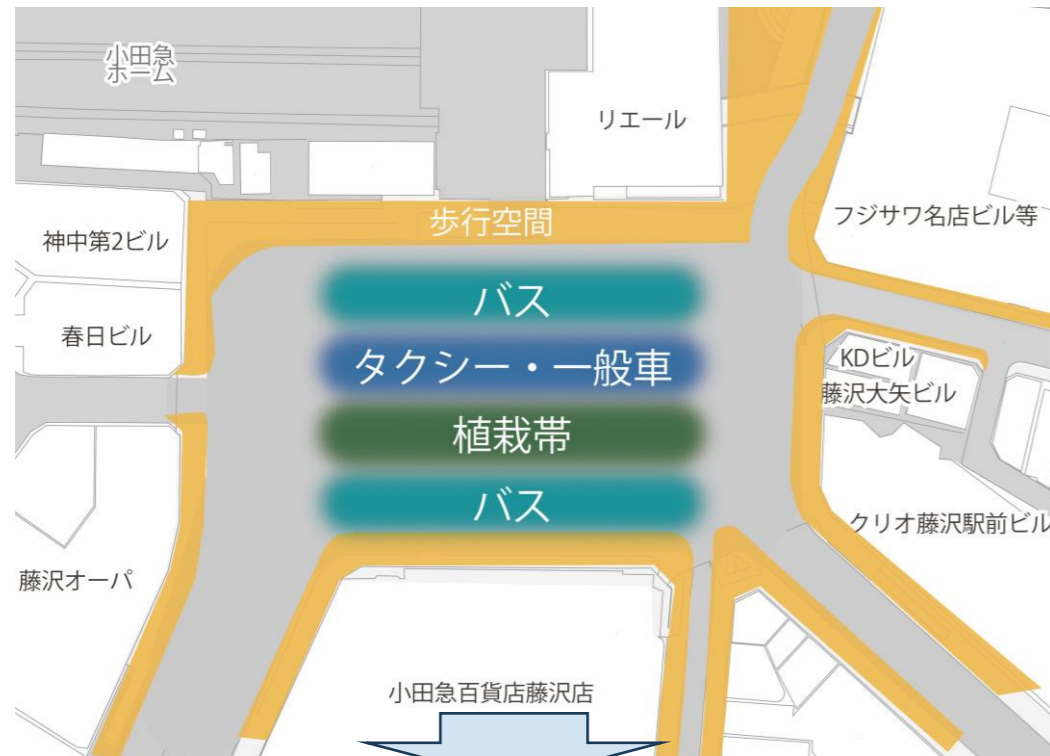 小田急
ホーム
リエール
歩行空間
フジサワ名店ビル等
神中第2ビル
バス
春日ビル
タクシー・一般車
KDビル
藤沢大矢ビル
植栽帯
バス
クリオ藤沢駅前ビル
藤沢オーパ
小田急百貨店藤沢店